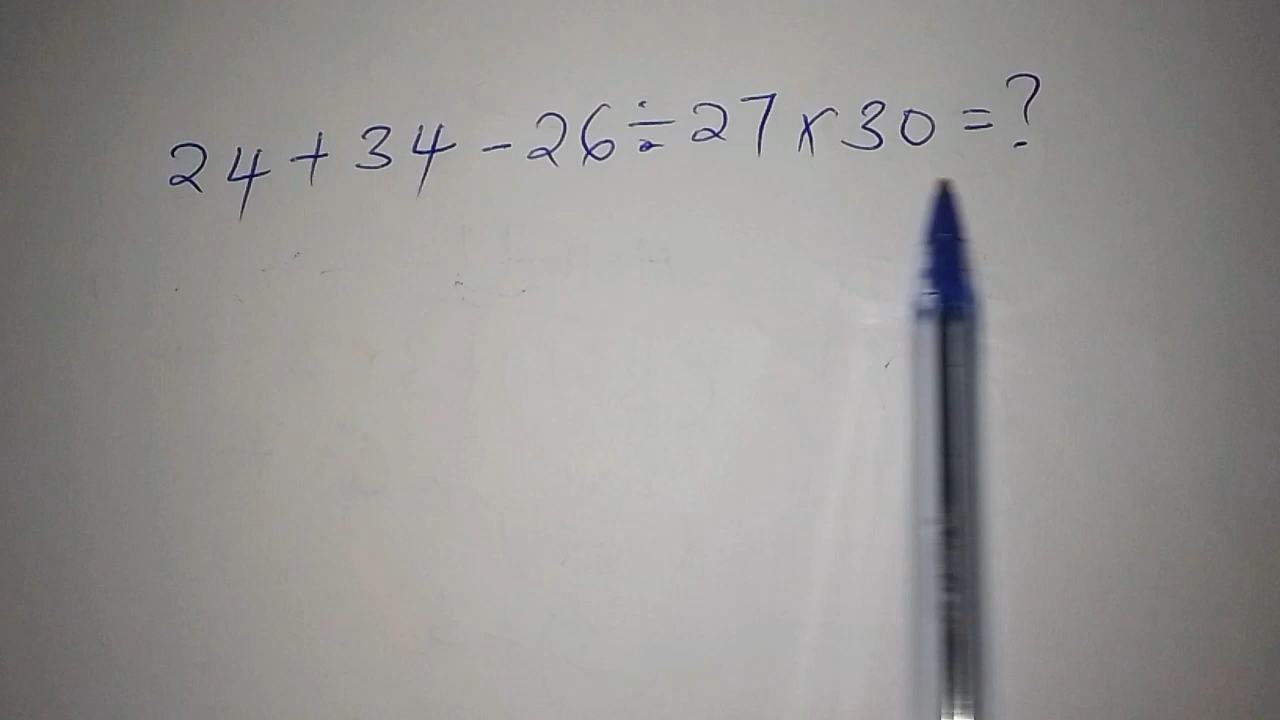 24 + 34 - 26 ÷ 27 x 30 = ?